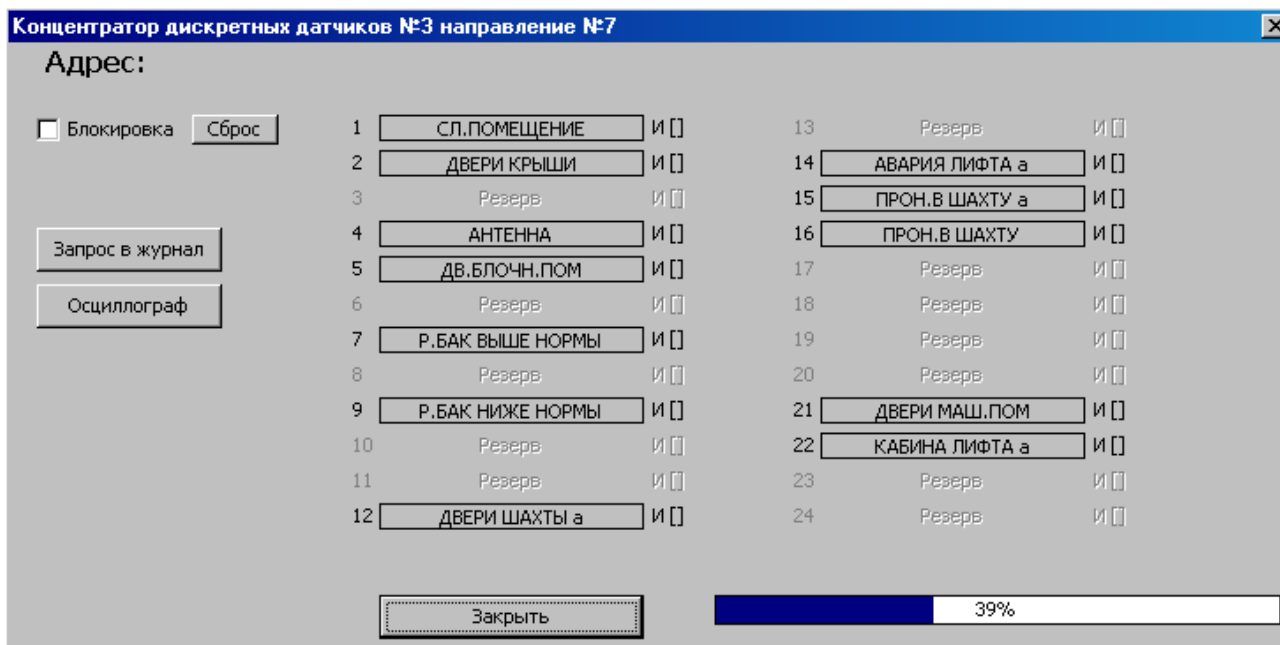 Концентратор дискретных датчиков №3 направление №7
Адрес:
Блокировка Сброс
Запрос в журнал
Осциллограф
1 СЛ.ПОМЕЩЕНИЕ И []
2 ДВЕРИ КРЫШИ И []
3 Резерв И []
4 АНТЕННА И []
5 ДВ.БЛОЧН.ПОМ И []
6 Резерв И []
7 Р.БАК ВЫШЕ НОРМЫ И []
8 Резерв И []
9 Р.БАК НИЖЕ НОРМЫ И []
10 Резерв И []
11 Резерв И []
12 ДВЕРИ ШАХТЫ а И []
13 Резерв И []
14 АВАРИЯ ЛИФТА а И []
15 ПРОН.В ШАХТУ а И []
16 ПРОН.В ШАХТУ И []
17 Резерв И []
18 Резерв И []
19 Резерв И []
20 Резерв И []
21 ДВЕРИ МАШ.ПОМ И []
22 КАБИНА ЛИФТА а И []
23 Резерв И []
24 Резерв И []
Закрыть
39%